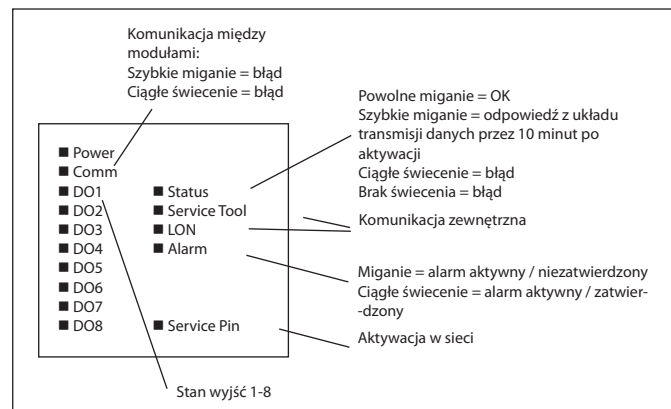 Komunikacja między
modułami:
Szybkie miganie = błąd
Ciągłe świecenie = błąd
Powolne miganie = OK
Szybkie miganie = odpowiedź z układu
transmisji danych przez 10 minut po
aktywacji
Ciągłe świecenie = błąd
Brak świecenia = błąd
Power
Comm
DO1
DO2
DO3
DO4
DO5
DO6
DO7
DO8
Status
Service Tool
LON
Alarm
Service Pin
Komunikacja zewnętrzna
Miganie = alarm aktywny / niezatwierdzony
Ciągłe świecenie = alarm aktywny / zatwier-
-dzony
Aktywacja w sieci
Stan wyjść 1-8